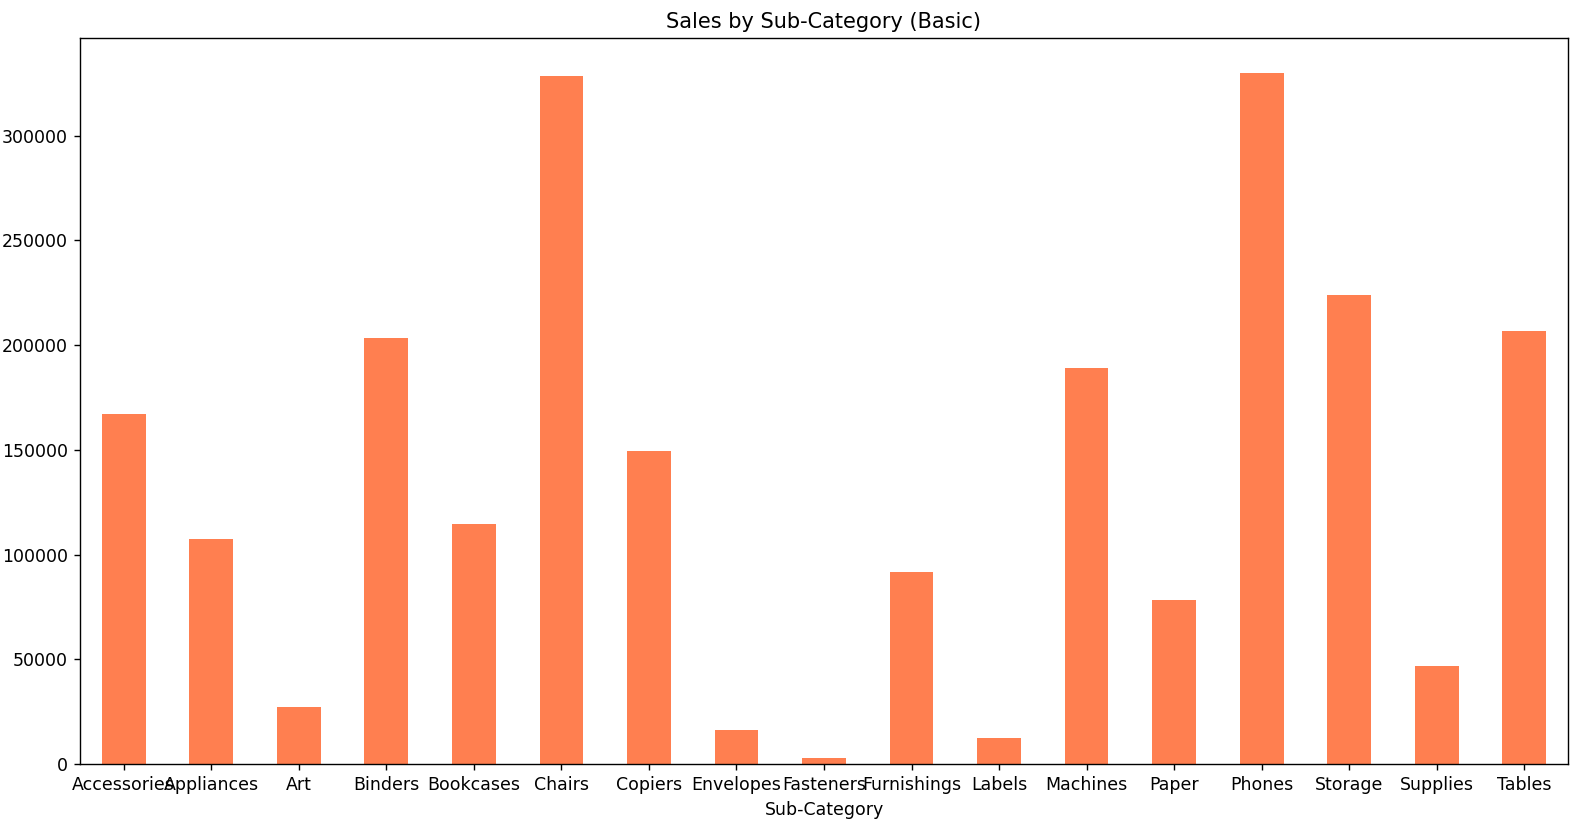 Sales by Sub-Category (Basic)
300000
250000
200000
150000
100000
50000
0
Accessories Appliances Art Binders Bookcases Chairs Copiers Envelopes Fasteners Furnishings Labels Machines Paper Phones Storage Supplies Tables
Sub-Category